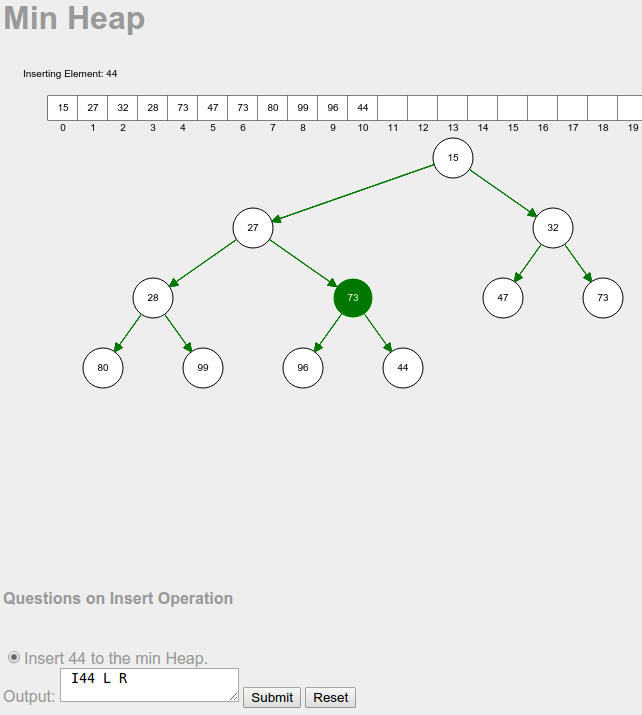 Min Heap
Inserting Element: 44
15 27 32 28 73 47 73 80 99 96 44
0 1 2 3 4 5 6 7 8 9 10 11 12 13 14 15 16 17 18 19
15
27 32
28 73 47 73
80 99 96 44
Questions on Insert Operation
Insert 44 to the min Heap.
I44 L R
Output: Submit Reset